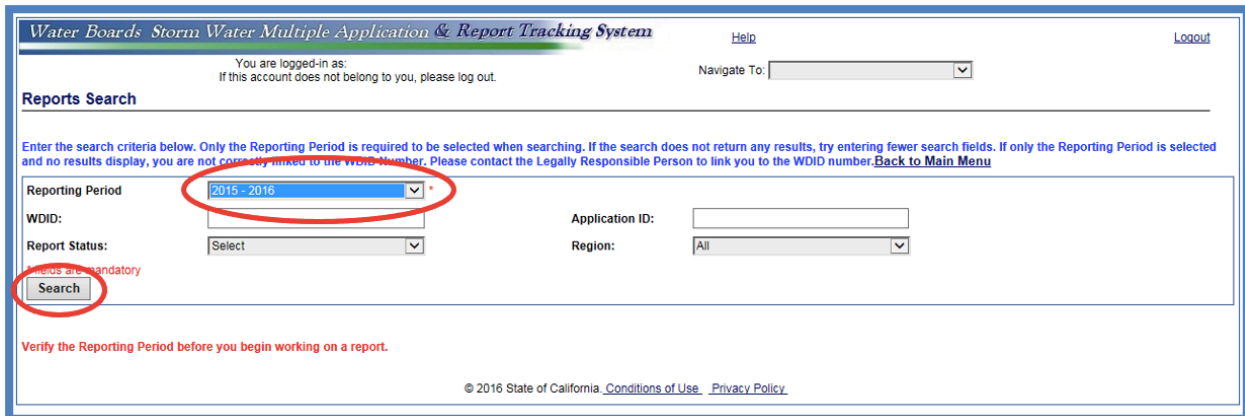 Water Boards Storm Water Multiple Application & Report Tracking System
Help
Logout
You are logged-in as:
If this account does not belong to you, please log out.
Navigate To:
Reports Search
Enter the search criteria below. Only the Reporting Period is required to be selected when searching. If the search does not return any results, try entering fewer search fields. If only the Reporting Period is selected
and no results display, you are not correctly linked to the WDID Number. Please contact the Legally Responsible Person to link you to the WDID number.Back to Main Menu
Reporting Period 2015 - 2016 *
WDID: Application ID:
Report Status: Select Region: All
* fields are mandatory
Search
Verify the Reporting Period before you begin working on a report.
© 2016 State of California. Conditions of Use Privacy Policy